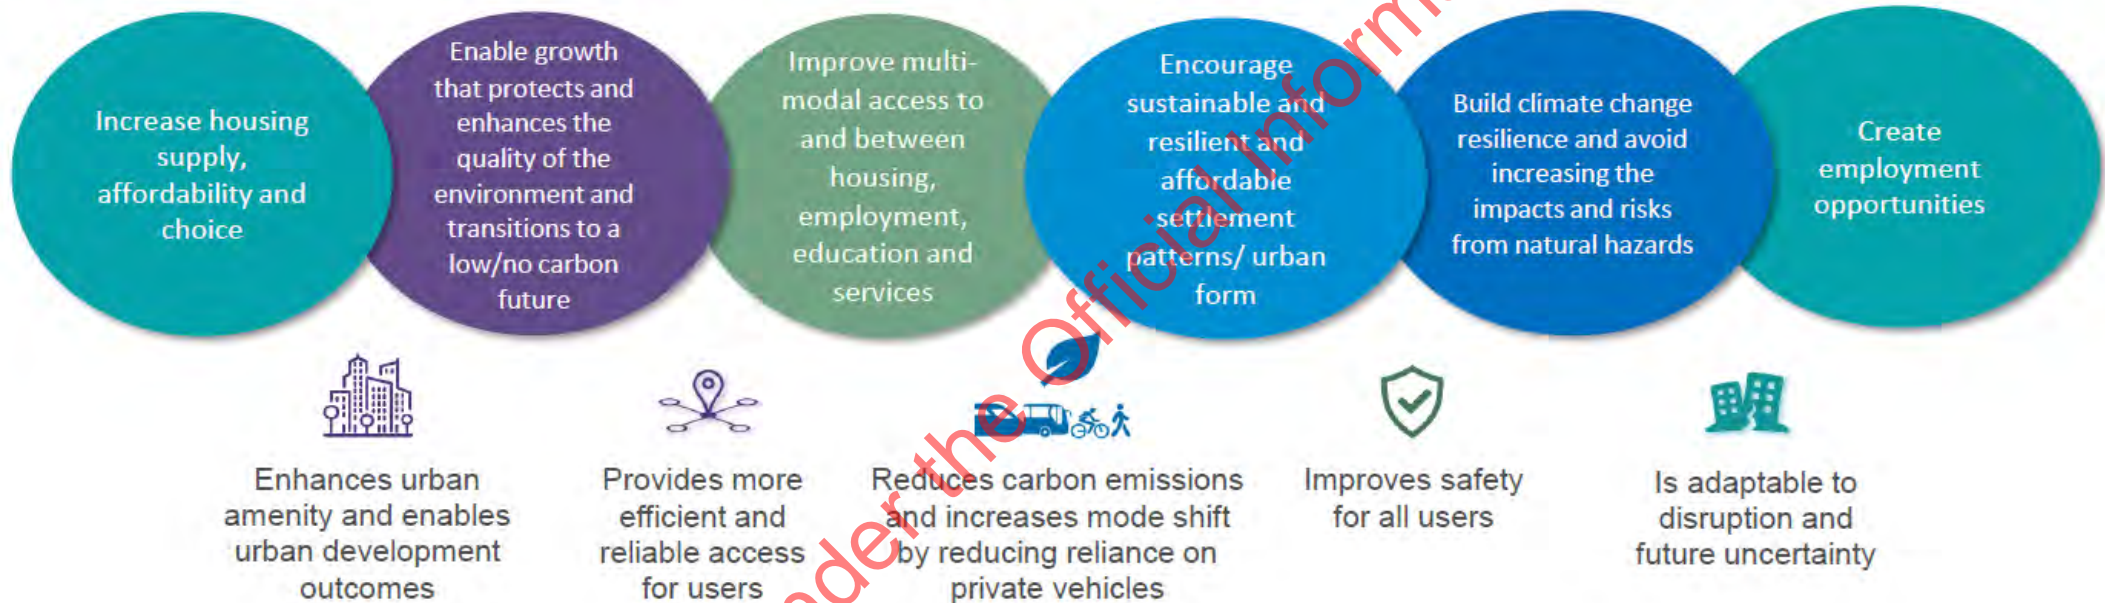 Increase housing
supply,
affordability and
choice
Enable growth
that protects and
enhances the
quality of the
environment and
transitions to a
low/no carbon
future
Improve multi-
modal access to
and between
housing,
employment,
education and
services
Encourage
sustainable and
resilient and
affordable
settlement
patterns/ urban
form
Build climate change
resilience and avoid
increasing the
impacts and risks
from natural hazards
Create
employment
opportunities
Enhances urban
amenity and enables
urban development
outcomes
Provides more
efficient and
reliable access
for users
Reduces carbon emissions
and increases mode shift
by reducing reliance on
private vehicles
Improves safety
for all users
Is adaptable to
disruption and
future uncertainty
the Official